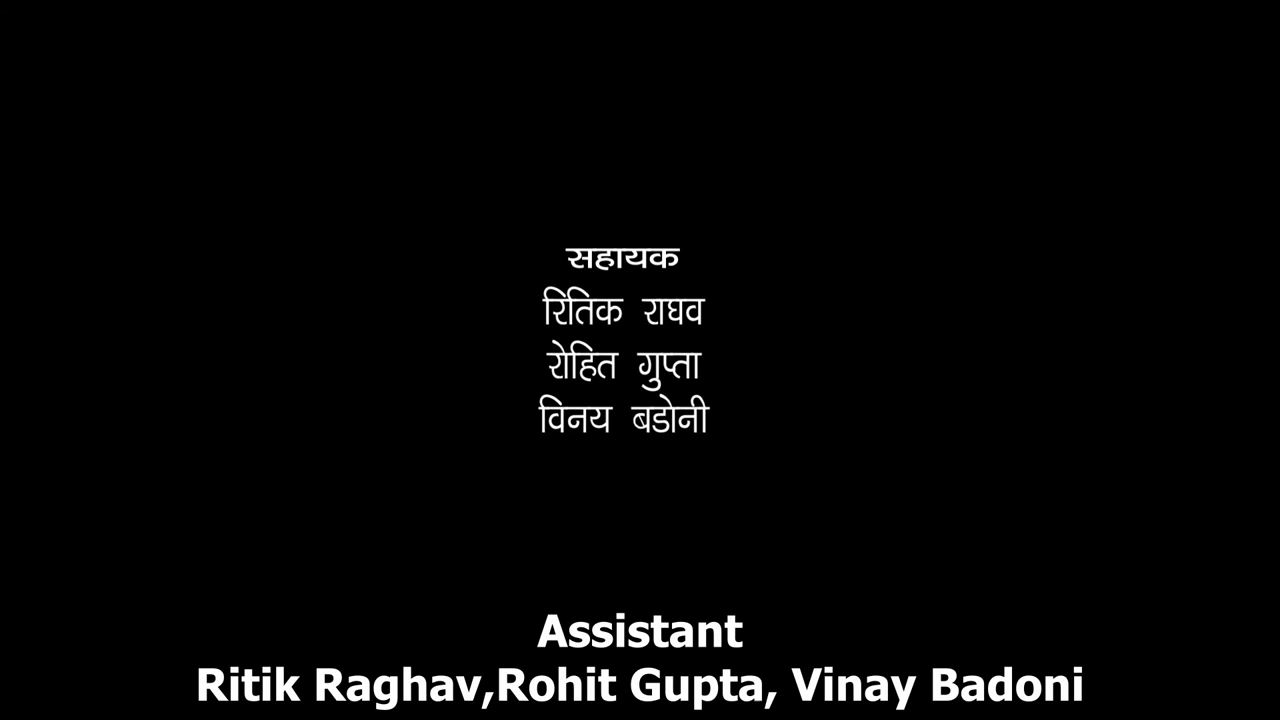 सहायक
रितिक राघव
रोहित गुप्ता
विनय बडोनी
Assistant
Ritik Raghav,Rohit Gupta, Vinay Badoni